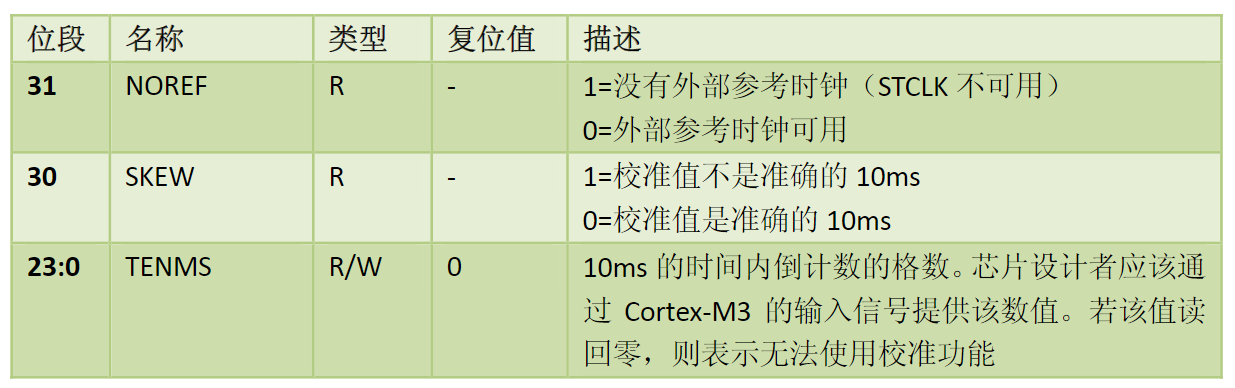 位段 名称 类型 复位值 描述
31 NOREF R - 1=没有外部参考时钟（STCLK 不可用）
0=外部参考时钟可用
30 SKEW R - 1=校准值不是准确的 10ms
0=校准值是准确的 10ms
23:0 TENMS R/W 0 10ms 的时间内倒计数的格数。芯片设计者应该通
过 Cortex-M3 的输入信号提供该数值。若该值读
回零，则表示无法使用校准功能